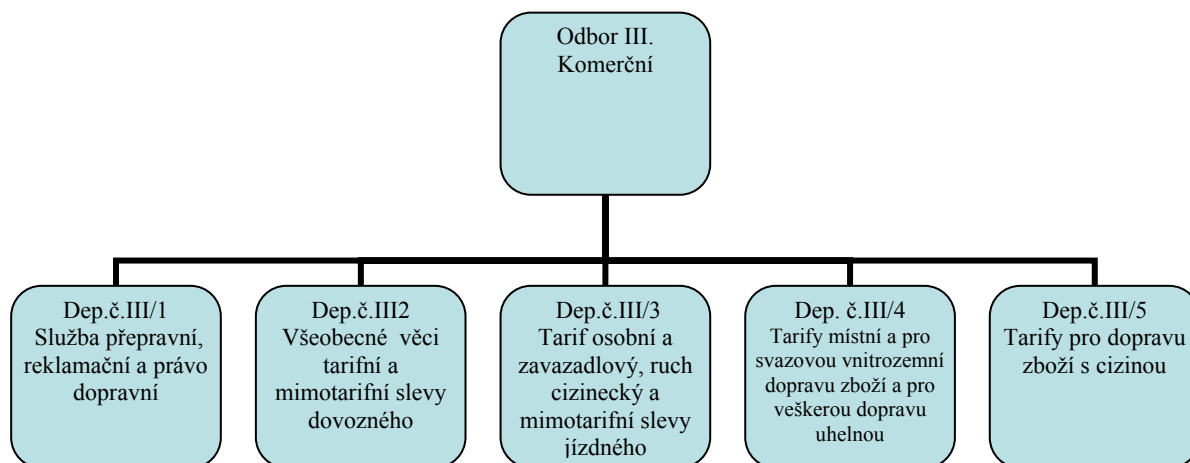 Odbor III.
Komerční
Dep.č.III/1
Služba přepravní,
reklamační a právo
dopravní
Dep.č.III2
Všeobecné věci
tarifní a
mimotarifní slevy
dovozného
Dep.č.III/3
Tarif osobní a
zavazadlový, ruch
cizinecký a
mimotarifní slevy
jízdného
Dep. č.III/4
Tarify místní a pro
svazovou vnitrozemní
dopravu zboží a pro
veškerou dopravu
uhelnou
Dep.č.III/5
Tarify pro dopravu
zboží s cizinou